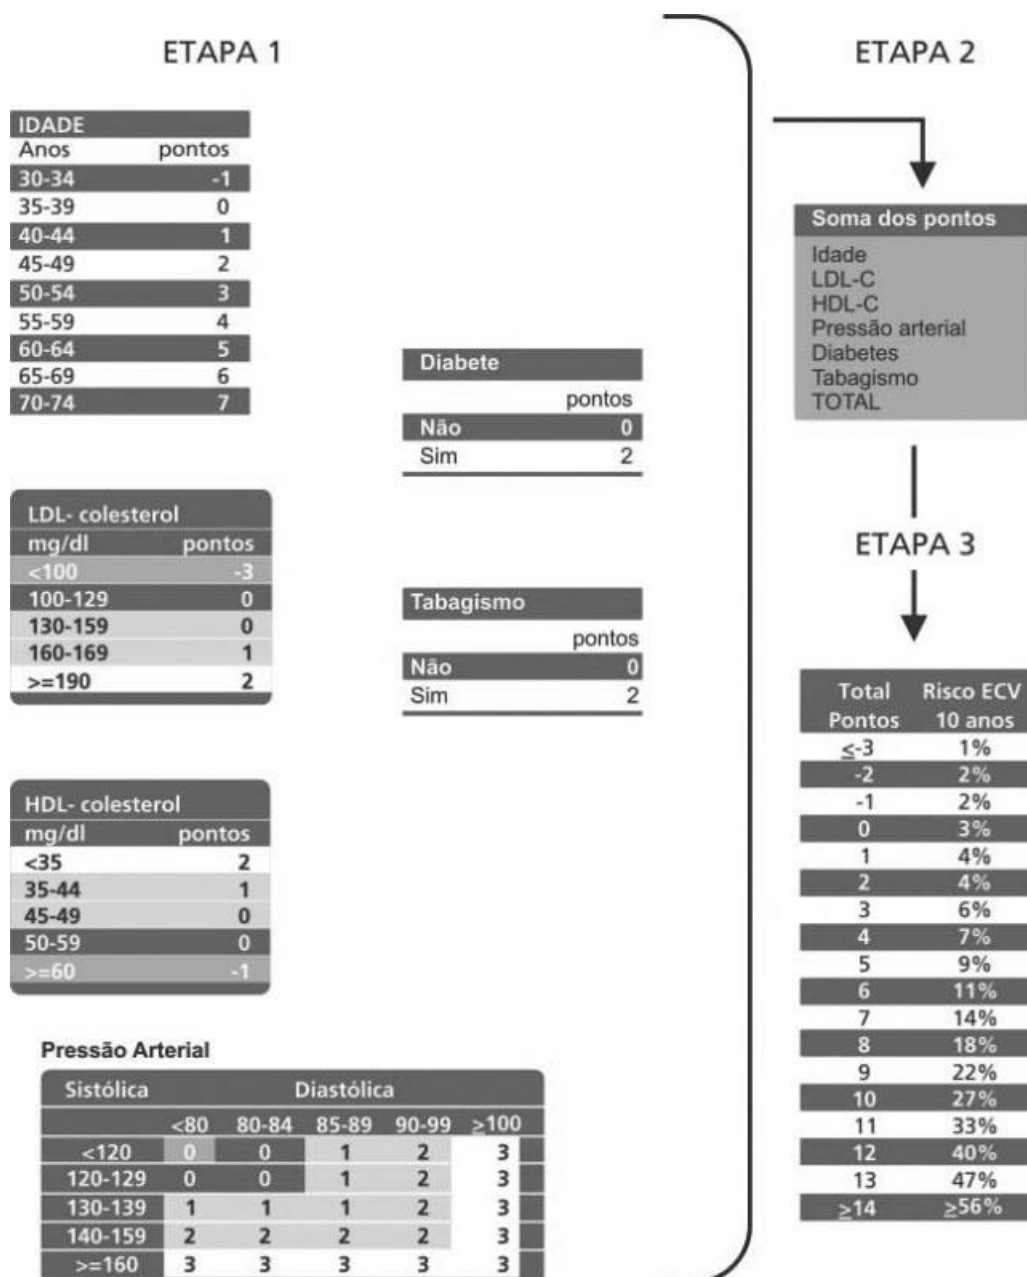 ETAPA 1
IDADE
Anos pontos
30-34 -1
35-39 0
40-44 1
45-49 2
50-54 3
55-59 4
60-64 5
65-69 6
70-74 7
LDL- colesterol
mg/dl pontos
<100 -3
100-129 0
130-159 0
160-169 1
>=190 2
HDL- colesterol
mg/dl pontos
<35 2
35-44 1
45-49 0
50-59 0
>=60 -1
Diabete
pontos
Não 0
Sim 2
Tabagismo
pontos
Não 0
Sim 2
Pressão Arterial
Sistólica Diastólica
<80 80-84 85-89 90-99 ≥100
<120 0 0 1 2 3
120-129 0 0 1 2 3
130-139 1 1 1 2 3
140-159 2 2 2 2 3
>=160 3 3 3 3 3
ETAPA 2
Soma dos pontos
Idade
LDL-C
HDL-C
Pressão arterial
Diabetes
Tabagismo
TOTAL
ETAPA 3
Total Risco ECV
Pontos 10 anos
≤-3 1%
-2 2%
-1 2%
0 3%
1 4%
2 4%
3 6%
4 7%
5 9%
6 11%
7 14%
8 18%
9 22%
10 27%
11 33%
12 40%
13 47%
≥14 ≥56%